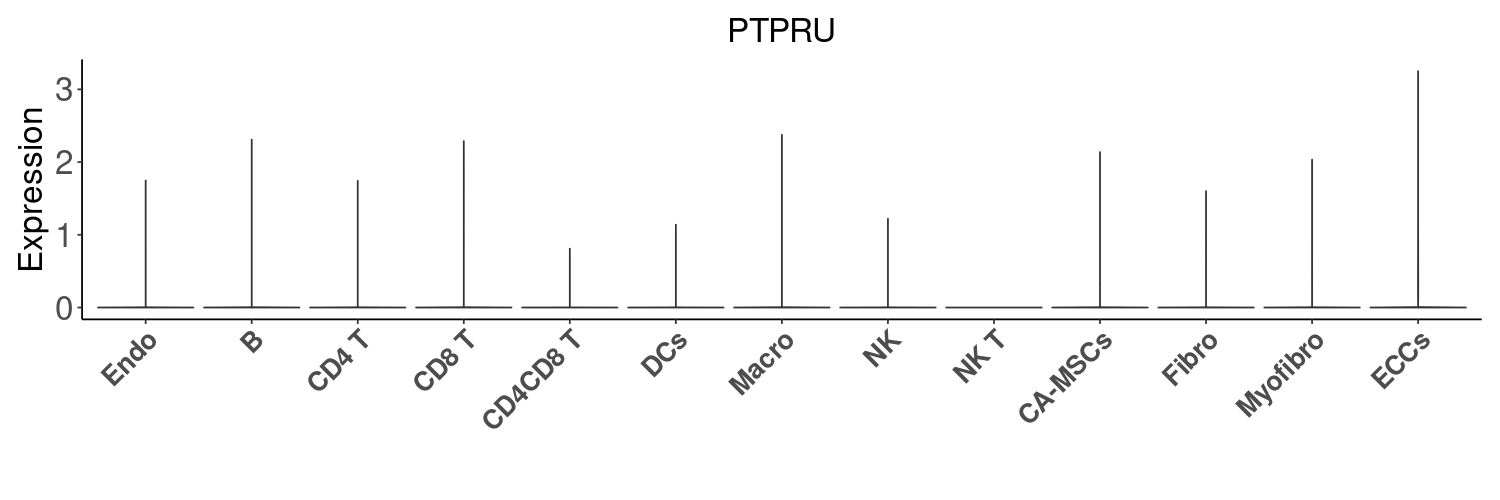 PTPRU
Expression
3
2
1
0
Endo
B
CD4 T
CD8 T
CD4CD8 T
DCs
Macro
NK
NK T
CA-MSCs
Fibro
Myofibro
ECCs